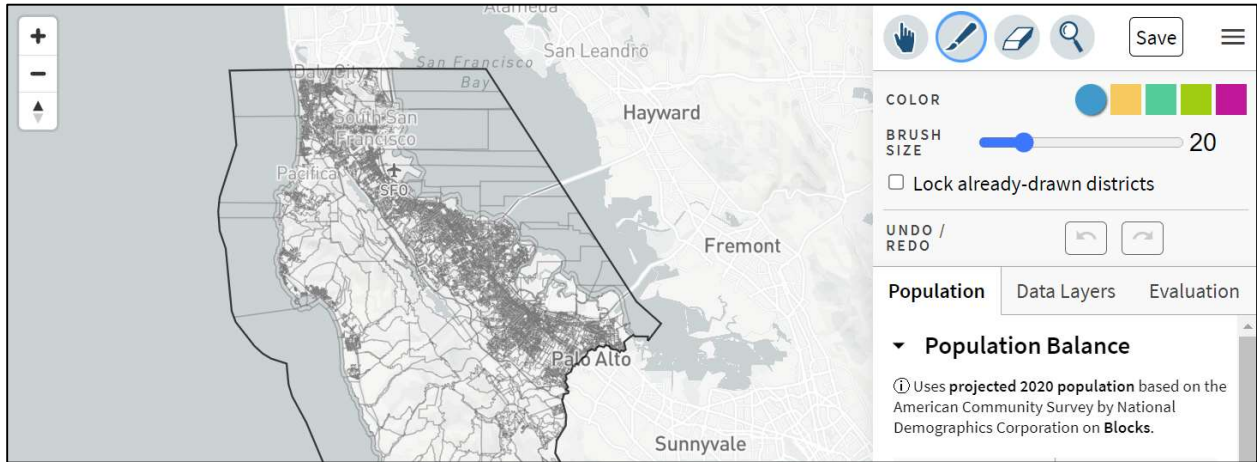 Alameda
San Leandro
San Francisco
Bay
Daly City
South San
Francisco
Hayward
Pacifica
SFO
Fremont
Palo Alto
Sunnyvale
Save
COLOR
BRUSH
SIZE
20
Lock already-drawn districts
UNDO /
REDO
Population
Data Layers
Evaluation
Population Balance
Uses projected 2020 population based on the
American Community Survey by National
Demographics Corporation on Blocks.